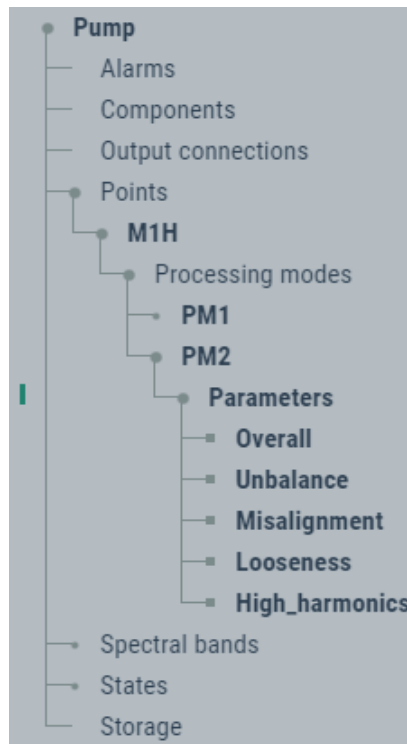 Pump
Alarms
Components
Output connections
Points
M1H
Processing modes
PM1
PM2
Parameters
Overall
Unbalance
Misalignment
Looseness
High_harmonics
Spectral bands
States
Storage